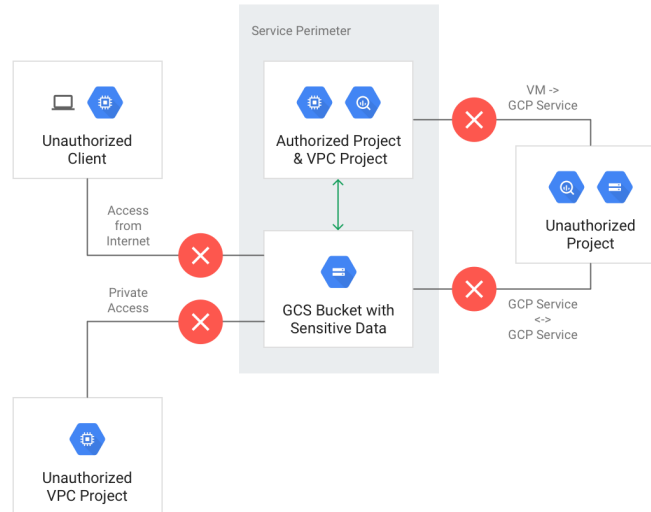 Service Perimeter
Unauthorized
Client
Authorized Project
& VPC Project
VM ->
GCP Service
Unauthorized
Project
Access
from
Internet
Private
Access
GCS Bucket with
Sensitive Data
GCP Service
<->
GCP Service
Unauthorized
VPC Project